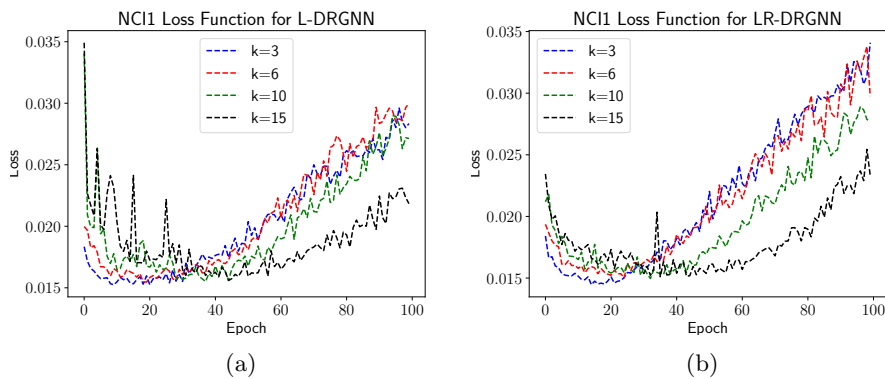 NCI1 Loss Function for L-DRGNN
0.035
0.030
0.025
0.020
0.015
Loss
k=3
k=6
k=10
k=15
0 20 40 60 80 100
Epoch
(a)
NCI1 Loss Function for LR-DRGNN
0.035
0.030
0.025
0.020
0.015
Loss
k=3
k=6
k=10
k=15
0 20 40 60 80 100
Epoch
(b)